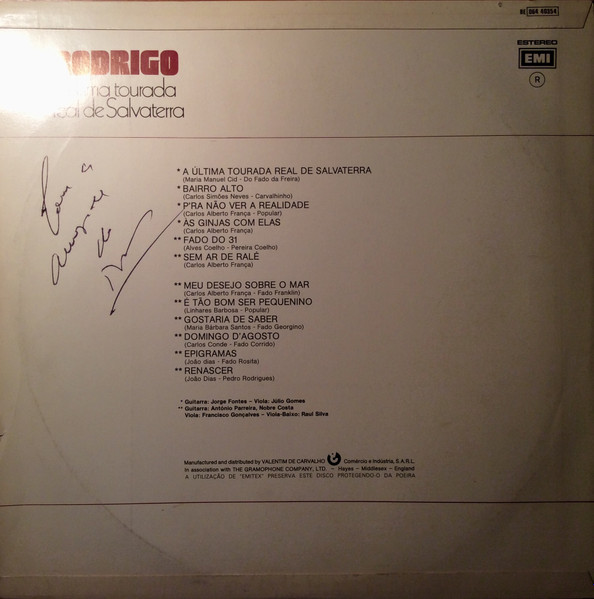 8E 064 40354
ESTEREO
EMI
R
RODRIGO
tourada
de Salvaterra
Com a
amizade
do
* A ÚLTIMA TOURADA REAL DE SALVATERRA
(Maria Manuel Cid - Do Fado da Freira)
* BAIRRO ALTO
(Carlos Simões Neves - Carvalhinho)
* P'RA NÃO VER A REALIDADE
(Carlos Alberto França - Popular)
* ÀS GINJAS COM ELAS
(Carlos Alberto França)
** FADO DO 31
(Alves Coelho - Pereira Coelho)
** SEM AR DE RALÉ
(Carlos Alberto França)
** MEU DESEJO SOBRE O MAR
(Carlos Alberto França - Fado Franklin)
** É TÃO BOM SER PEQUENINO
(Linhares Barbosa - Popular)
** GOSTARIA DE SABER
(Maria Bárbara Santos - Fado Georgino)
** DOMINGO D'AGOSTO
(Carlos Conde - Fado Corrido)
** EPIGRAMAS
(João dias - Fado Rosita)
** RENASCER
(João Dias - Pedro Rodrigues)
* Guitarra: Jorge Fontes – Viola: Júlio Gomes
** Guitarra: António Parreira, Nobre Costa
Viola: Francisco Gonçalves – Viola-Baixo: Raul Silva
Manufactured and distributed by VALENTIM DE CARVALHO Comércio e Indústria, S.A.R.L.
In association with THE GRAMOPHONE COMPANY, LTD – Hayes – Middlesex – England
A UTILIZAÇÃO DE "EMITEX" PRESERVA ESTE DISCO PROTEGENDO-O DA POEIRA